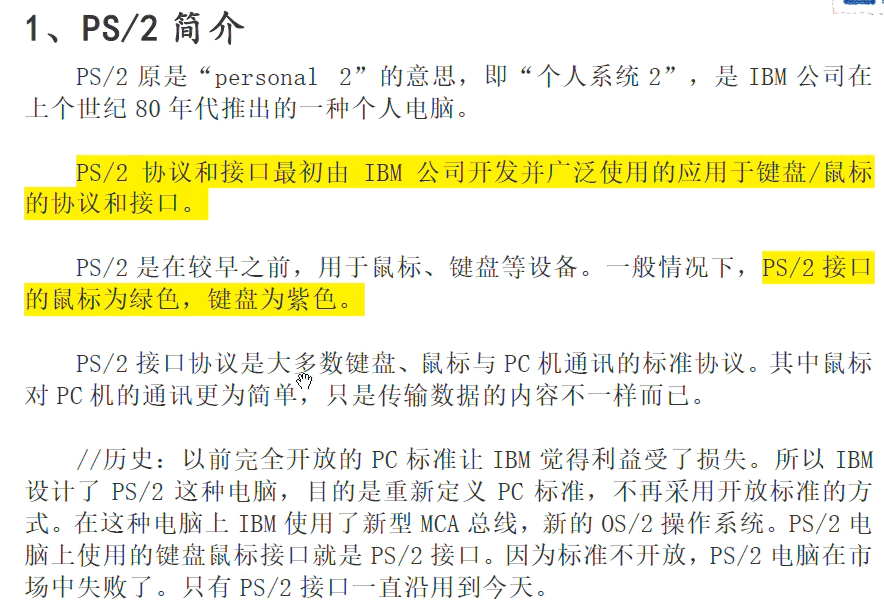 1、PS/2 简介
PS/2 原是“personal 2”的意思，即“个人系统 2”，是 IBM 公司在
上个世纪 80 年代推出的一种个人电脑。
PS/2 协议和接口最初由 IBM 公司开发并广泛使用的应用于键盘/鼠标
的协议和接口。
PS/2 是在较早之前，用于鼠标、键盘等设备。一般情况下，PS/2 接口
的鼠标为绿色，键盘为紫色。
PS/2 接口协议是大多数键盘、鼠标与 PC 机通讯的标准协议。其中鼠标
对 PC 机的通讯更为简单，只是传输数据的内容不一样而已。
//历史：以前完全开放的 PC 标准让 IBM 觉得利益受了损失。所以 IBM
设计了 PS/2 这种电脑，目的是重新定义 PC 标准，不再采用开放标准的方
式。在这种电脑上 IBM 使用了新型 MCA 总线，新的 OS/2 操作系统。PS/2 电
脑上使用的键盘鼠标接口就是 PS/2 接口。因为标准不开放，PS/2 电脑在市
场中失败了。只有 PS/2 接口一直沿用到今天。